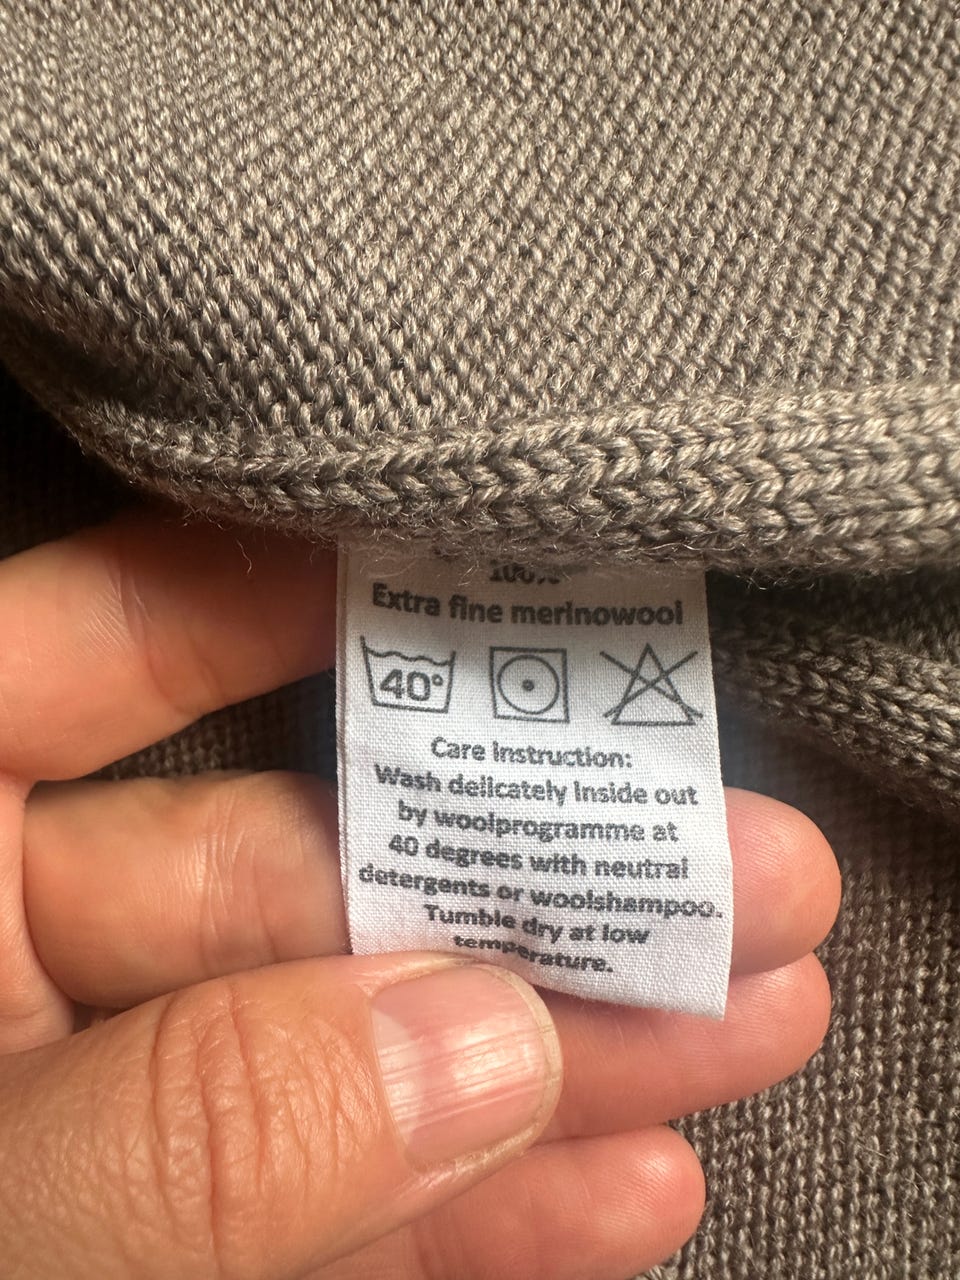 100%
Extra fine merinowool
40°
Care Instruction:
Wash delicately inside out
by woolprogramme at
40 degrees with neutral
detergents or woolshampoo.
Tumble dry at low
temperature.